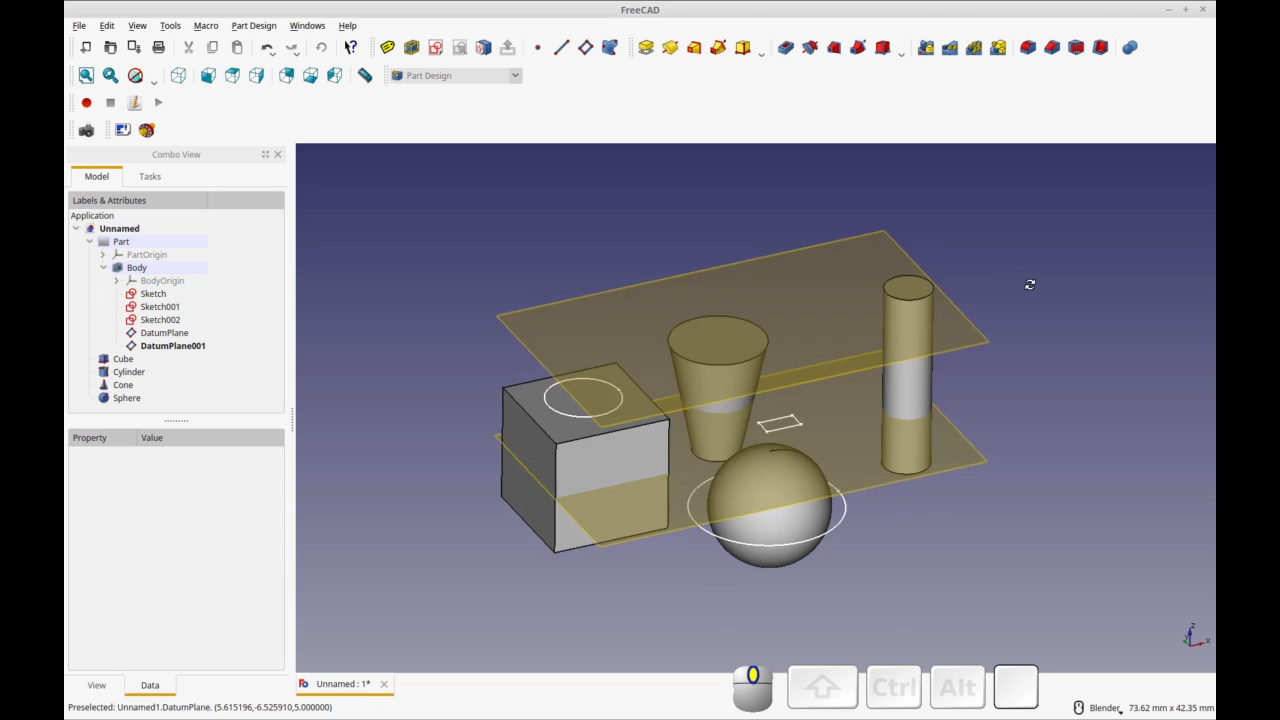 FreeCAD
File Edit View Tools Macro Part Design Windows Help
Part Design
Combo View
Model Tasks
Labels & Attributes
Application
Unnamed
Part
PartOrigin
Body
BodyOrigin
Sketch
Sketch001
Sketch002
DatumPlane
DatumPlane001
Cube
Cylinder
Cone
Sphere
Property Value
View Data
Unnamed : 1*
Ctrl Alt
Preselected: Unnamed1.DatumPlane. (5.615196,-6.525910,5.000000)
Blender 73.62 mm x 42.35 mm
Z
Y
X